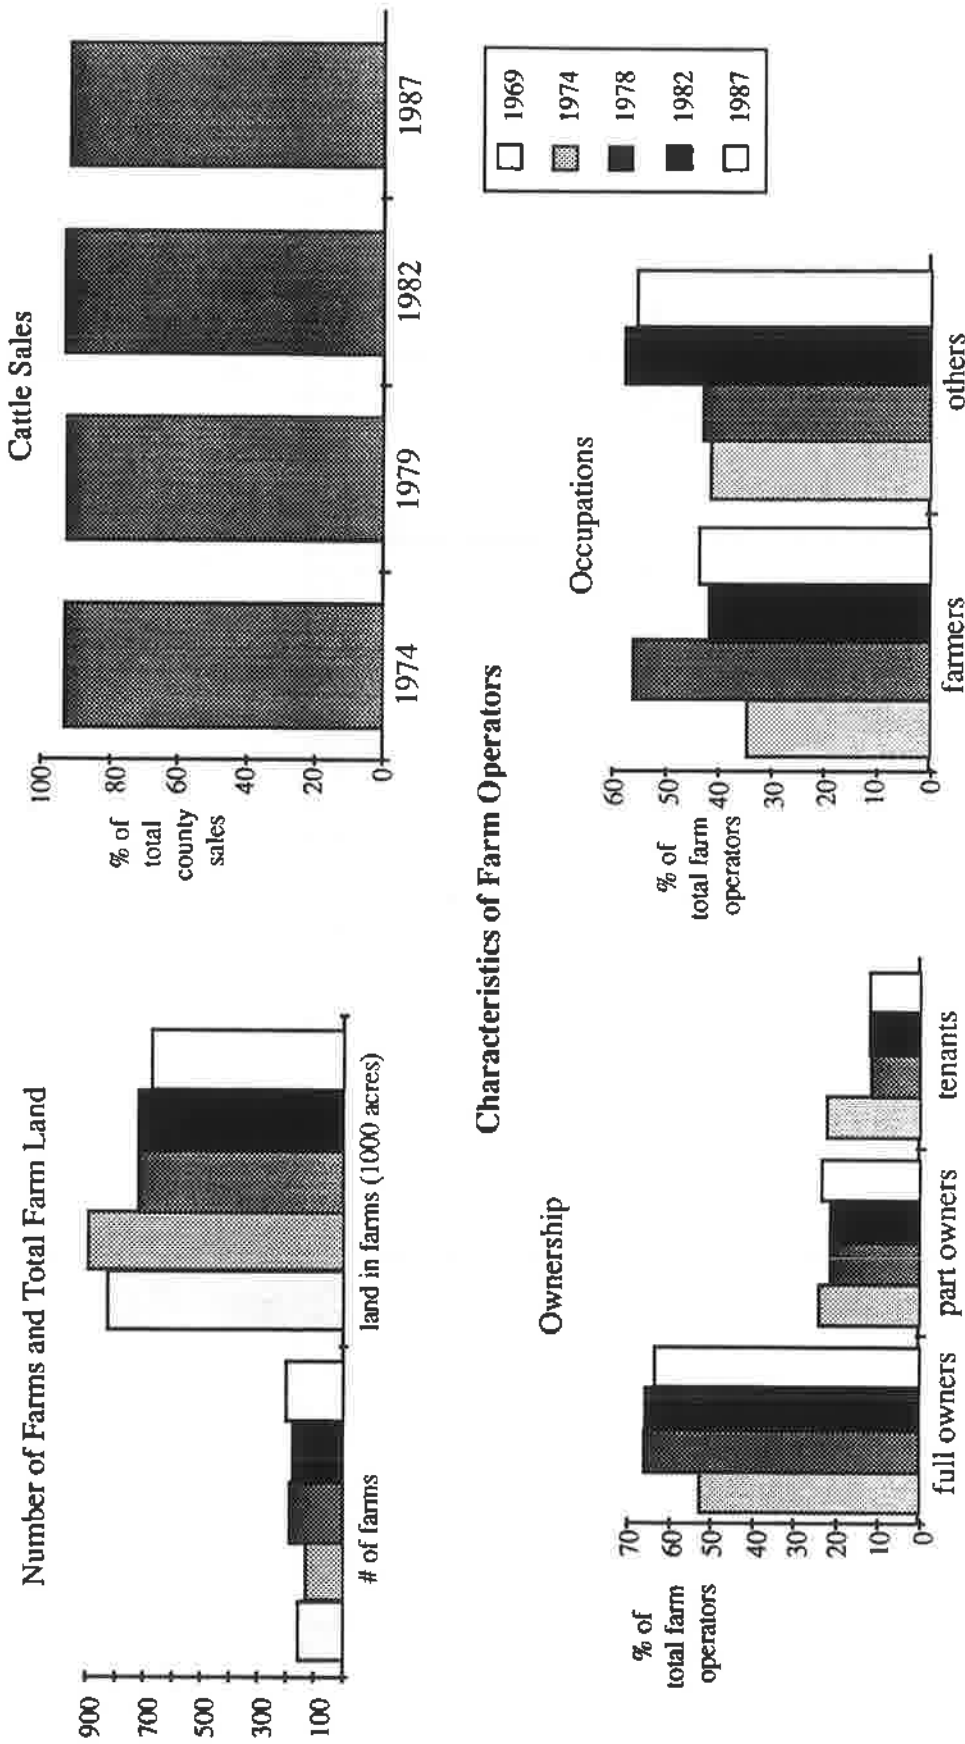 Number of Farms and Total Farm Land
900
700
500
300
100
# of farms
land in farms (1000 acres)
Cattle Sales
% of
total
county
sales
100
80
60
40
20
0
1974
1979
1982
1987
Characteristics of Farm Operators
Ownership
% of
total farm
operators
70
60
50
40
30
20
10
0
full owners
part owners
tenants
Occupations
% of
total farm
operators
60
50
40
30
20
10
0
farmers
others
1969
1974
1978
1982
1987